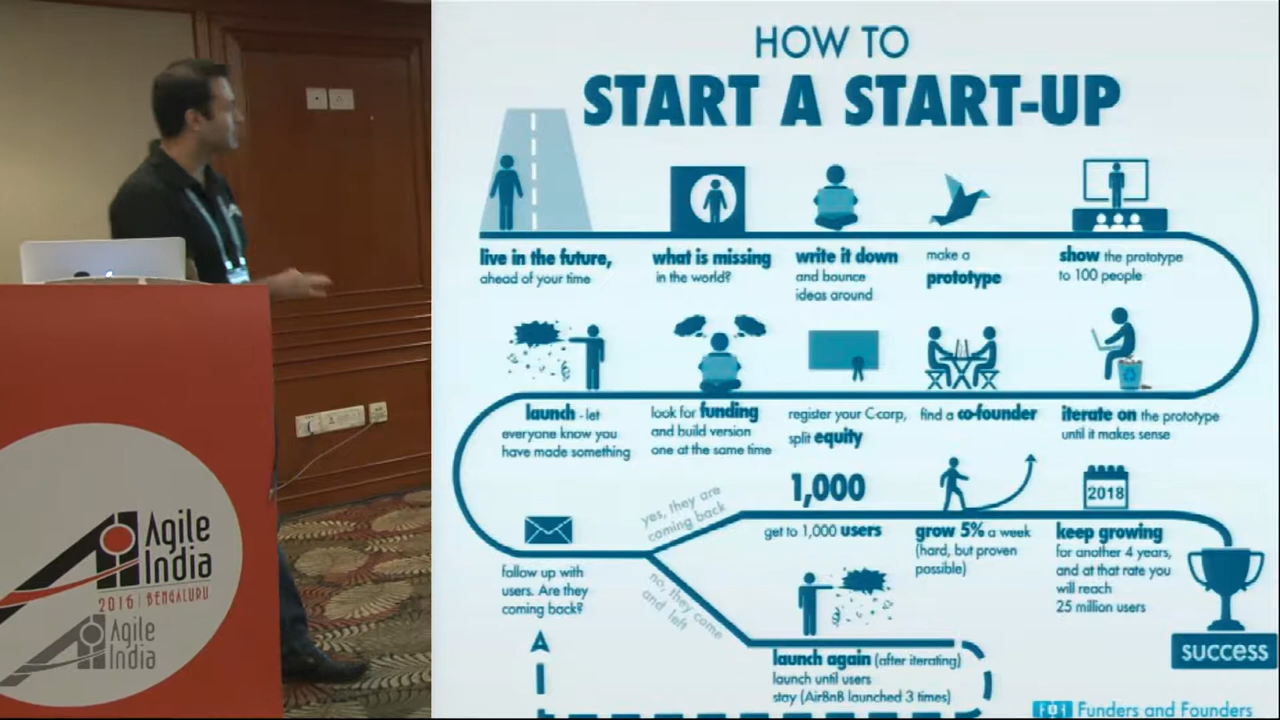 HOW TO
START A START-UP
live in the future,
ahead of your time
what is missing
in the world?
write it down
and bounce
ideas around
make a
prototype
show the prototype
to 100 people
launch - let
everyone know you
have made something
look for funding
and build version
one at the same time
register your C-corp,
split equity
find a co-founder
iterate on the prototype
until it makes sense
follow up with
users. Are they
coming back?
yes, they are
coming back
no, they came
and left
1,000
get to 1,000 users
grow 5% a week
(hard, but proven
possible)
2018
keep growing
for another 4 years,
and at that rate you
will reach
25 million users
success
launch again (after iterating)
launch until users
stay (AirBnB launched 3 times)
Funders and Founders
Agile
India
2016 | BENGALURU
Agile
India